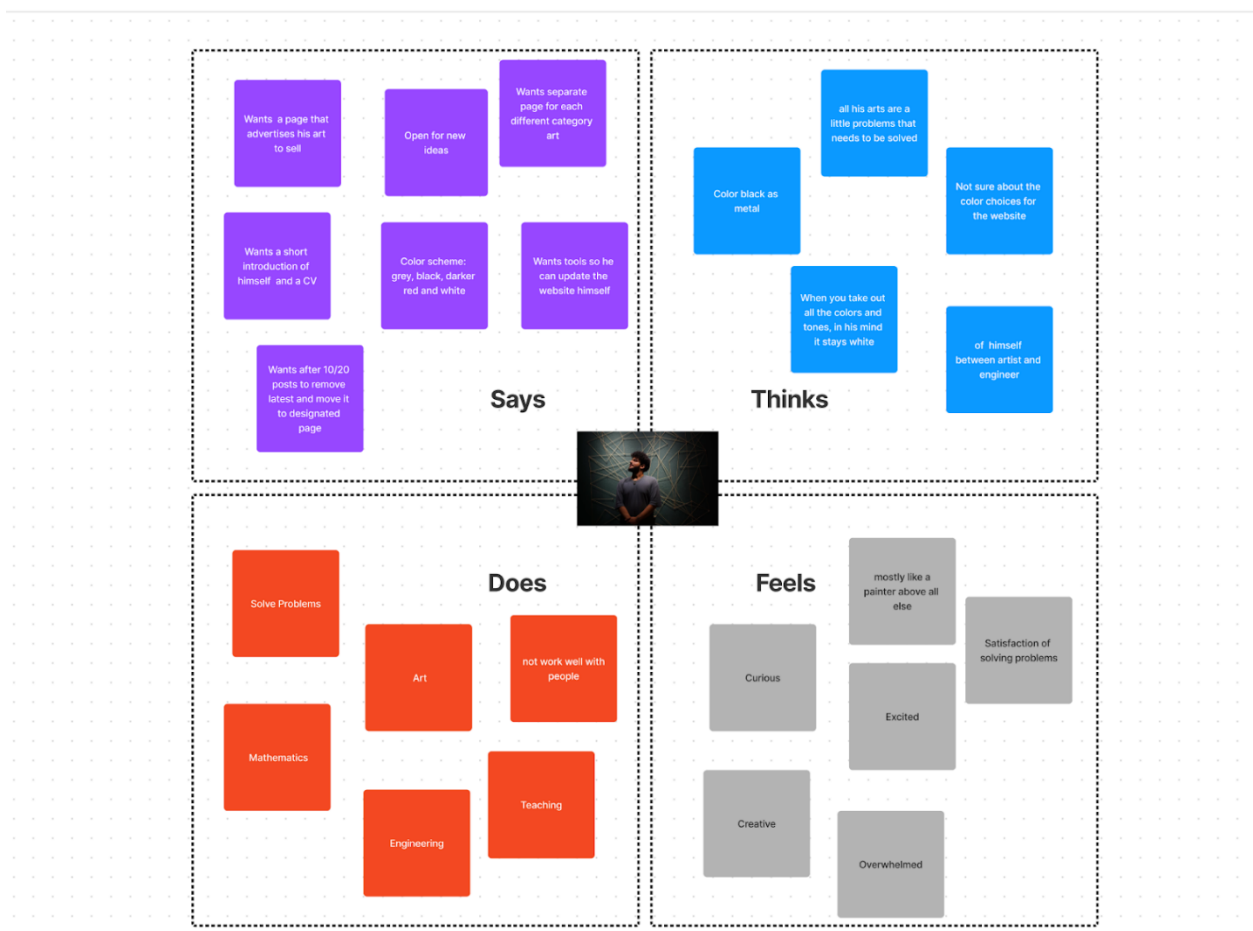 Wants a page that
advertises his art
to sell
Open for new
ideas
Wants separate
page for each
different category
art
Wants a short
introduction of
himself and a CV
Color scheme:
grey, black, darker
red and white
Wants tools so he
can update the
website himself
Wants after 10/20
posts to remove
latest and move it
to designated
page
Says
all his arts are a
little problems that
needs to be solved
Color black as
metal
Not sure about the
color choices for
the website
When you take out
all the colors and
tones, in his mind
it stays white
of himself
between artist and
engineer
Thinks
Does
Solve Problems
Art
not work well with
people
Mathematics
Teaching
Engineering
Feels
mostly like a
painter above all
else
Satisfaction of
solving problems
Curious
Excited
Creative
Overwhelmed